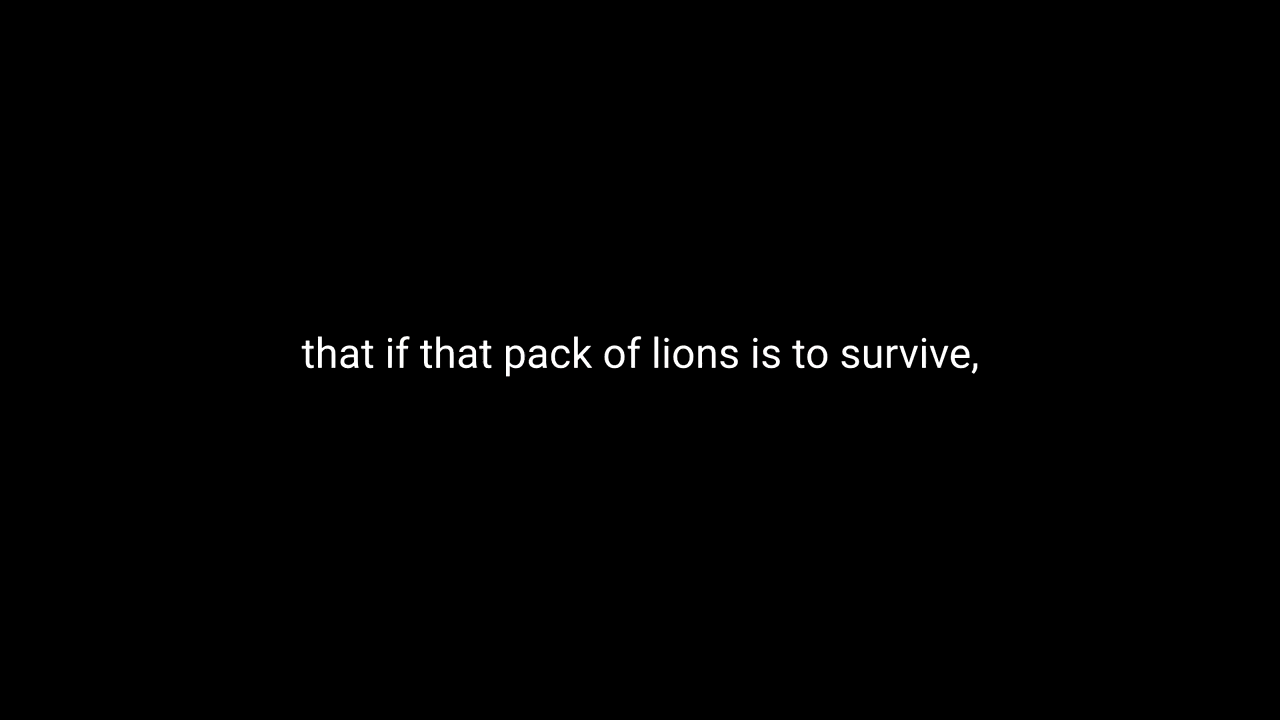 that if that pack of lions is to survive,